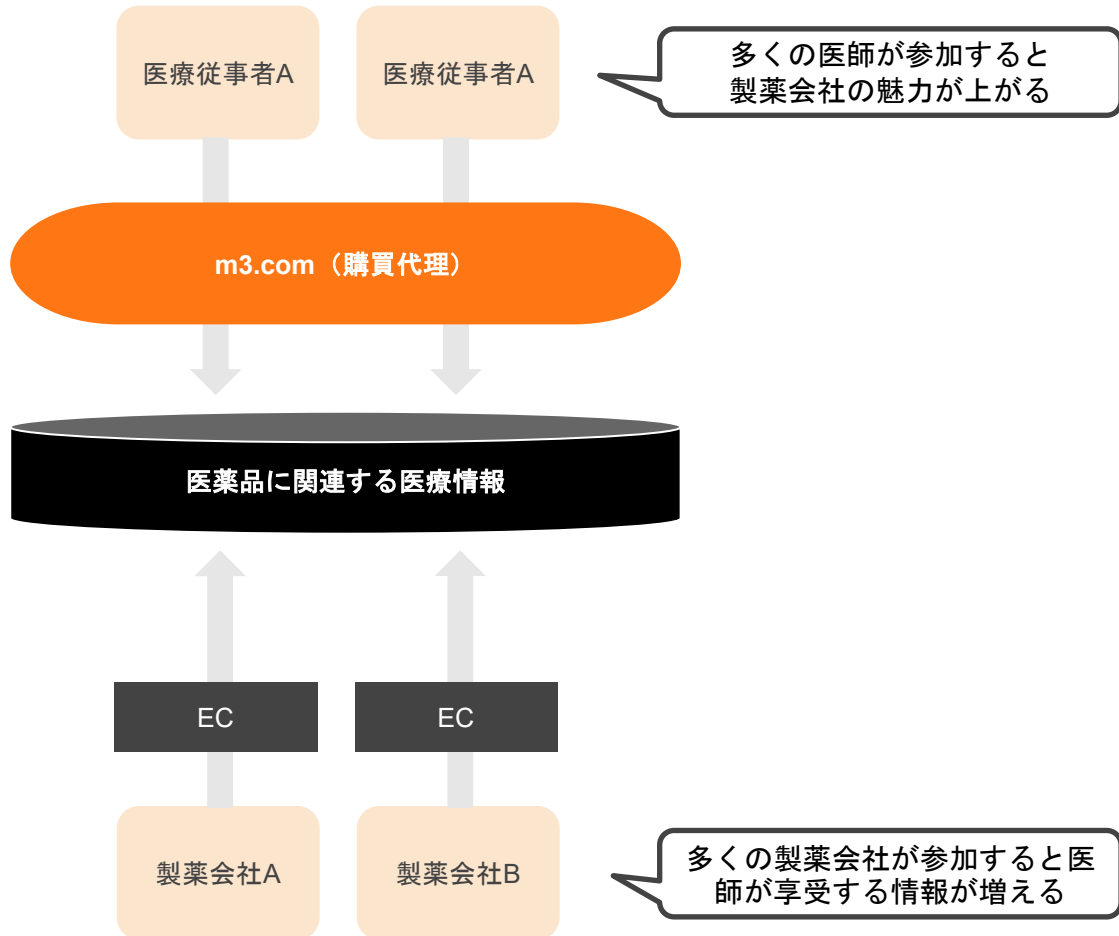 医療従事者A
医療従事者A
多くの医師が参加すると
製薬会社の魅力が上がる
m3.com（購買代理）
医薬品に関連する医療情報
EC
EC
製薬会社A
製薬会社B
多くの製薬会社が参加すると医
師が享受する情報が増える